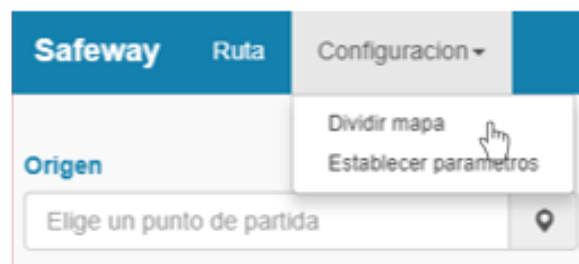 Safeway Ruta Configuracion
Dividir mapa
Establecer parametros
Origen
Elige un punto de partida